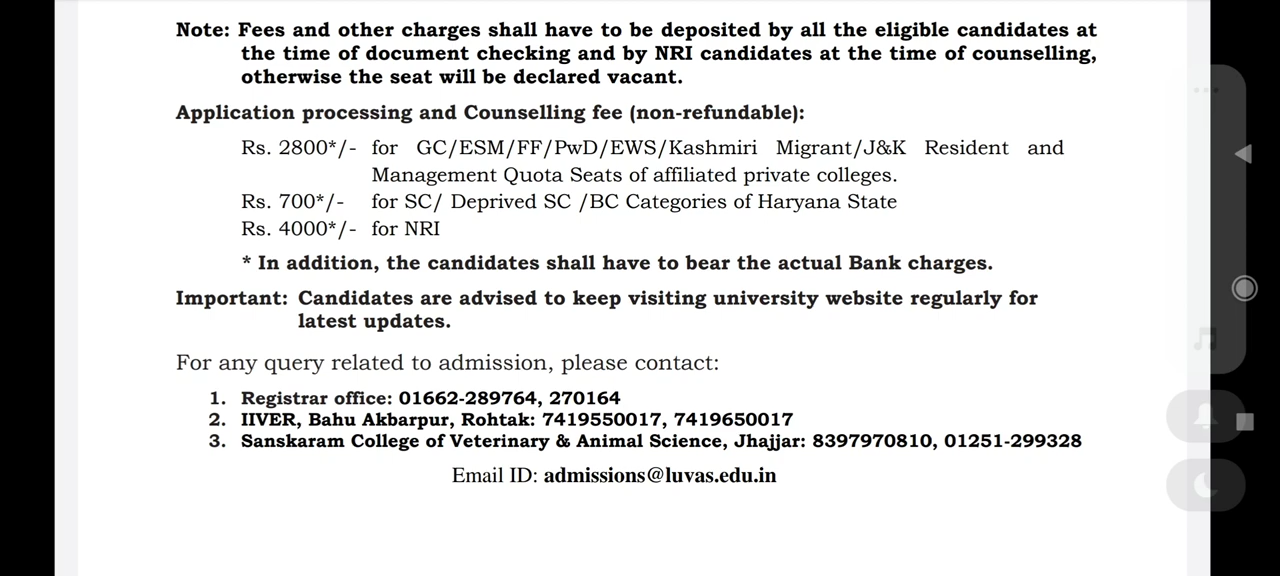 Note: Fees and other charges shall have to be deposited by all the eligible candidates at
the time of document checking and by NRI candidates at the time of counselling,
otherwise the seat will be declared vacant.
Application processing and Counselling fee (non-refundable):
Rs. 2800*/- for GC/ESM/FF/PwD/EWS/Kashmiri Migrant/J&K Resident and
Management Quota Seats of affiliated private colleges.
Rs. 700*/- for SC/ Deprived SC /BC Categories of Haryana State
Rs. 4000*/- for NRI
* In addition, the candidates shall have to bear the actual Bank charges.
Important: Candidates are advised to keep visiting university website regularly for
latest updates.
For any query related to admission, please contact:
1. Registrar office: 01662-289764, 270164
2. IIVER, Bahu Akbarpur, Rohtak: 7419550017, 7419650017
3. Sanskaram College of Veterinary & Animal Science, Jhajjar: 8397970810, 01251-299328
Email ID: admissions@luvas.edu.in